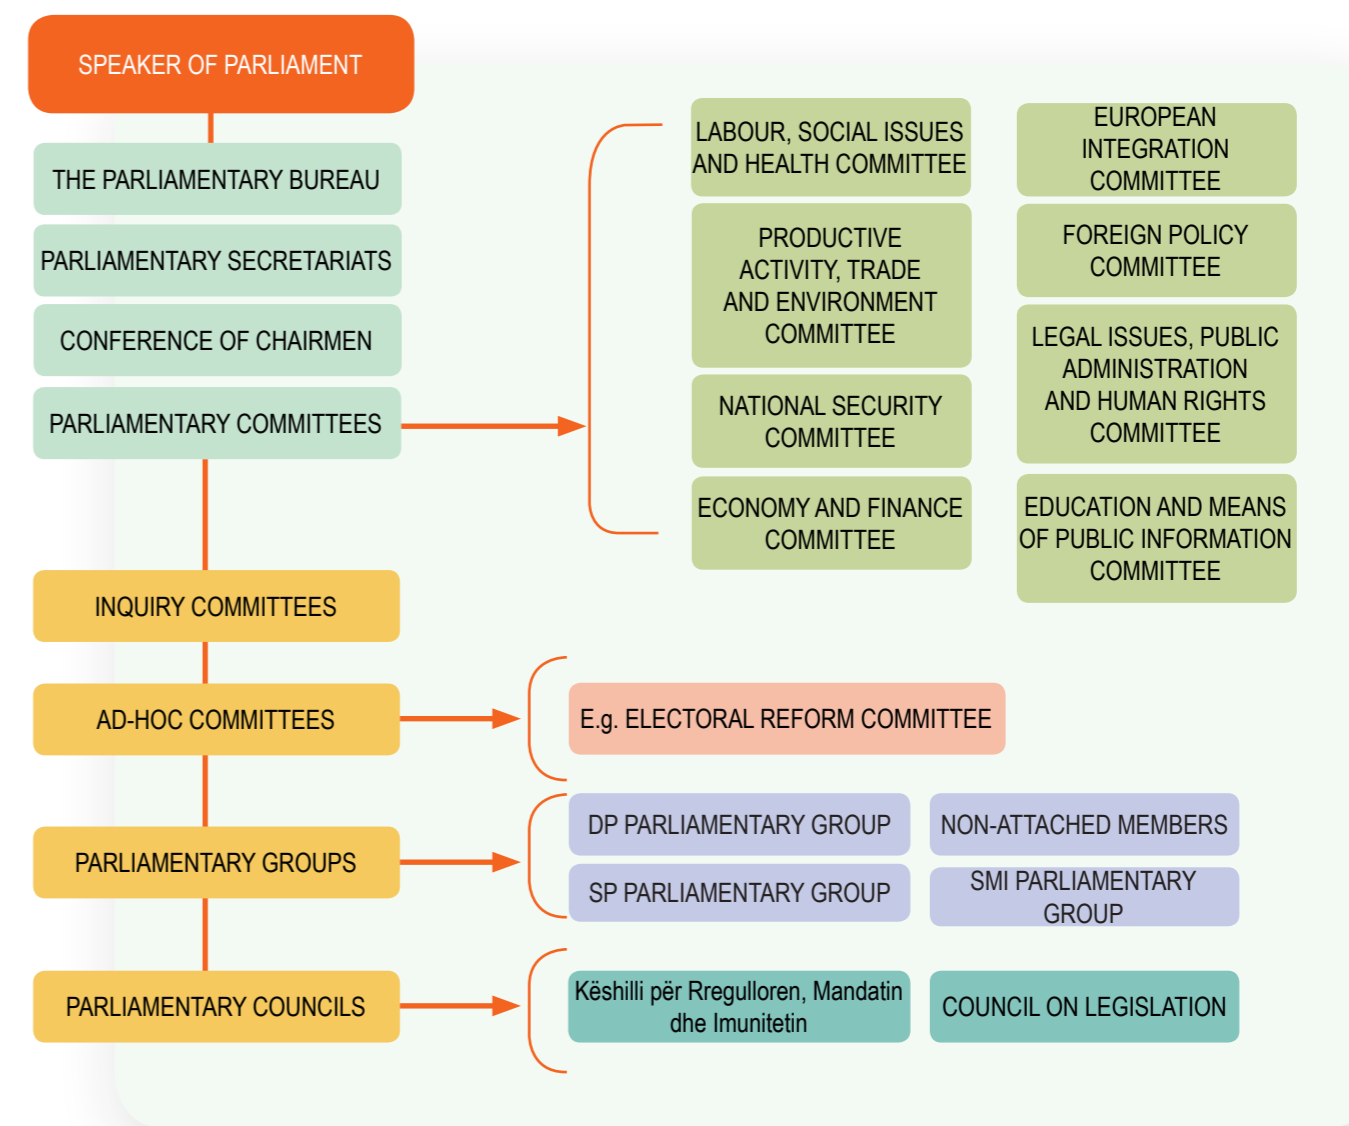 SPEAKER OF PARLIAMENT
THE PARLIAMENTARY BUREAU
PARLIAMENTARY SECRETARIATS
CONFERENCE OF CHAIRMEN
PARLIAMENTARY COMMITTEES
LABOUR, SOCIAL ISSUES
AND HEALTH COMMITTEE
PRODUCTIVE
ACTIVITY, TRADE
AND ENVIRONMENT
COMMITTEE
NATIONAL SECURITY
COMMITTEE
ECONOMY AND FINANCE
COMMITTEE
EUROPEAN
INTEGRATION
COMMITTEE
FOREIGN POLICY
COMMITTEE
LEGAL ISSUES, PUBLIC
ADMINISTRATION
AND HUMAN RIGHTS
COMMITTEE
EDUCATION AND MEANS
OF PUBLIC INFORMATION
COMMITTEE
INQUIRY COMMITTEES
AD-HOC COMMITTEES
E.g. ELECTORAL REFORM COMMITTEE
PARLIAMENTARY GROUPS
DP PARLIAMENTARY GROUP
NON-ATTACHED MEMBERS
SP PARLIAMENTARY GROUP
SMI PARLIAMENTARY
GROUP
PARLIAMENTARY COUNCILS
Këshilli për Rregulloren, Mandatin
dhe Imunitetin
COUNCIL ON LEGISLATION